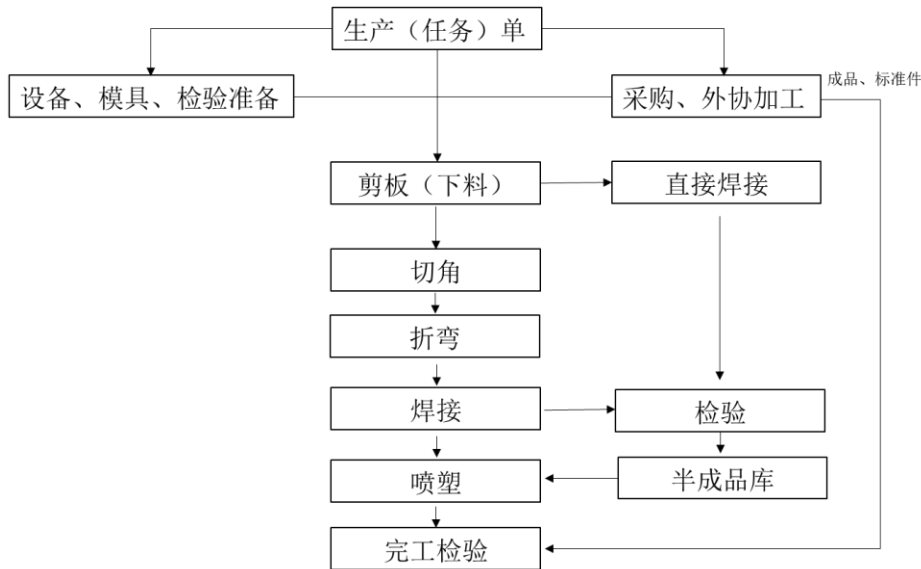 生产（任务）单
设备、模具、检验准备
采购、外协加工
成品、标准件
剪板（下料）
直接焊接
切角
折弯
焊接
检验
喷塑
半成品库
完工检验